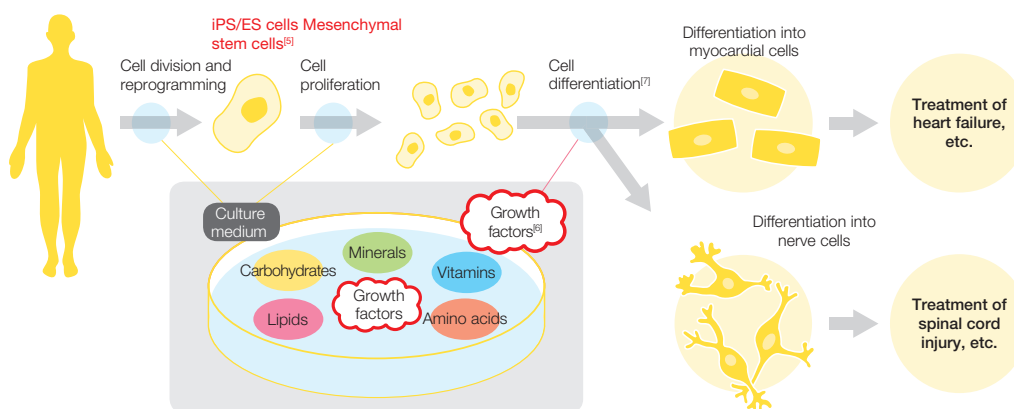 iPS/ES cells Mesenchymal
stem cells[5]
Cell division and
reprogramming
Cell
proliferation
Cell
differentiation[7]
Differentiation into
myocardial cells
Treatment of
heart failure,
etc.
Culture
medium
Growth
factors[6]
Minerals
Carbohydrates
Vitamins
Growth
factors
Lipids
Amino acids
Differentiation into
nerve cells
Treatment of
spinal cord
injury, etc.